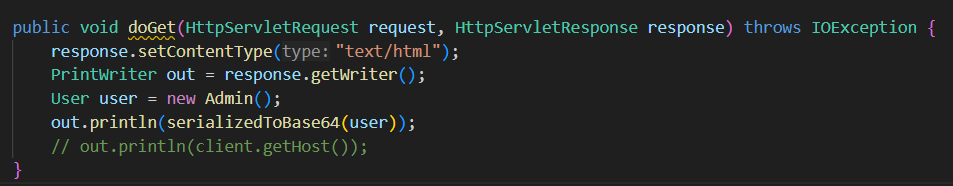 public void doGet(HttpServletRequest request, HttpServletResponse response) throws IOException {
response.setContentType(type: "text/html");
PrintWriter out = response.getWriter();
User user = new Admin();
out.println(serializedToBase64(user));
// out.println(client.getHost());
}